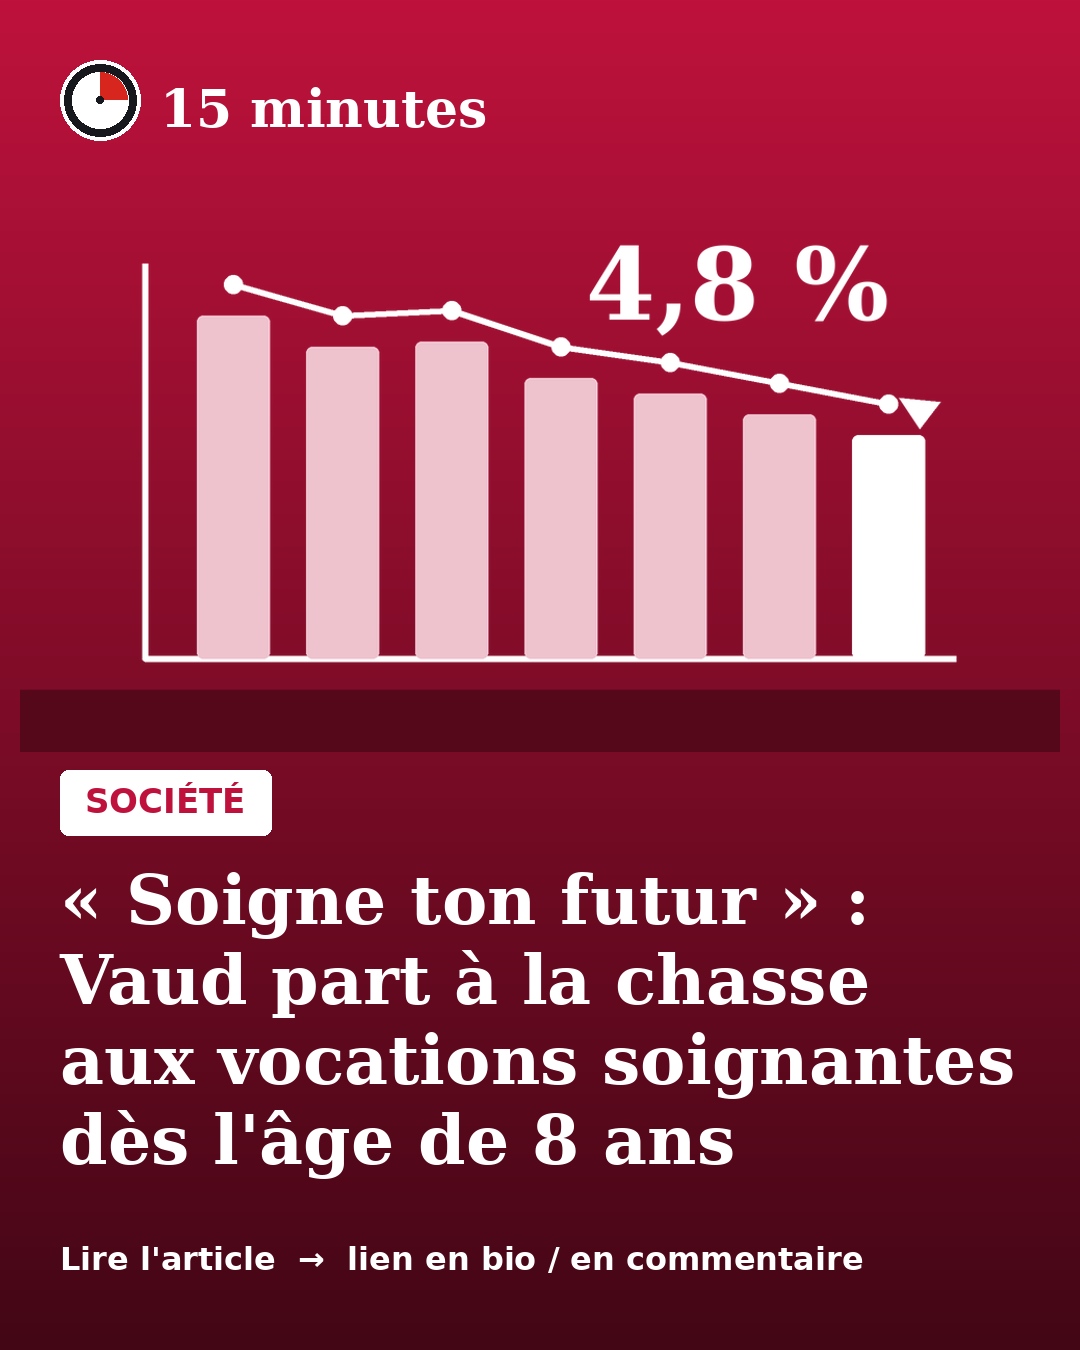 15 minutes
4,8 %
SOCIÉTÉ
« Soigne ton futur » :
Vaud part à la chasse
aux vocations soignantes
dès l'âge de 8 ans
Lire l'article → lien en bio / en commentaire